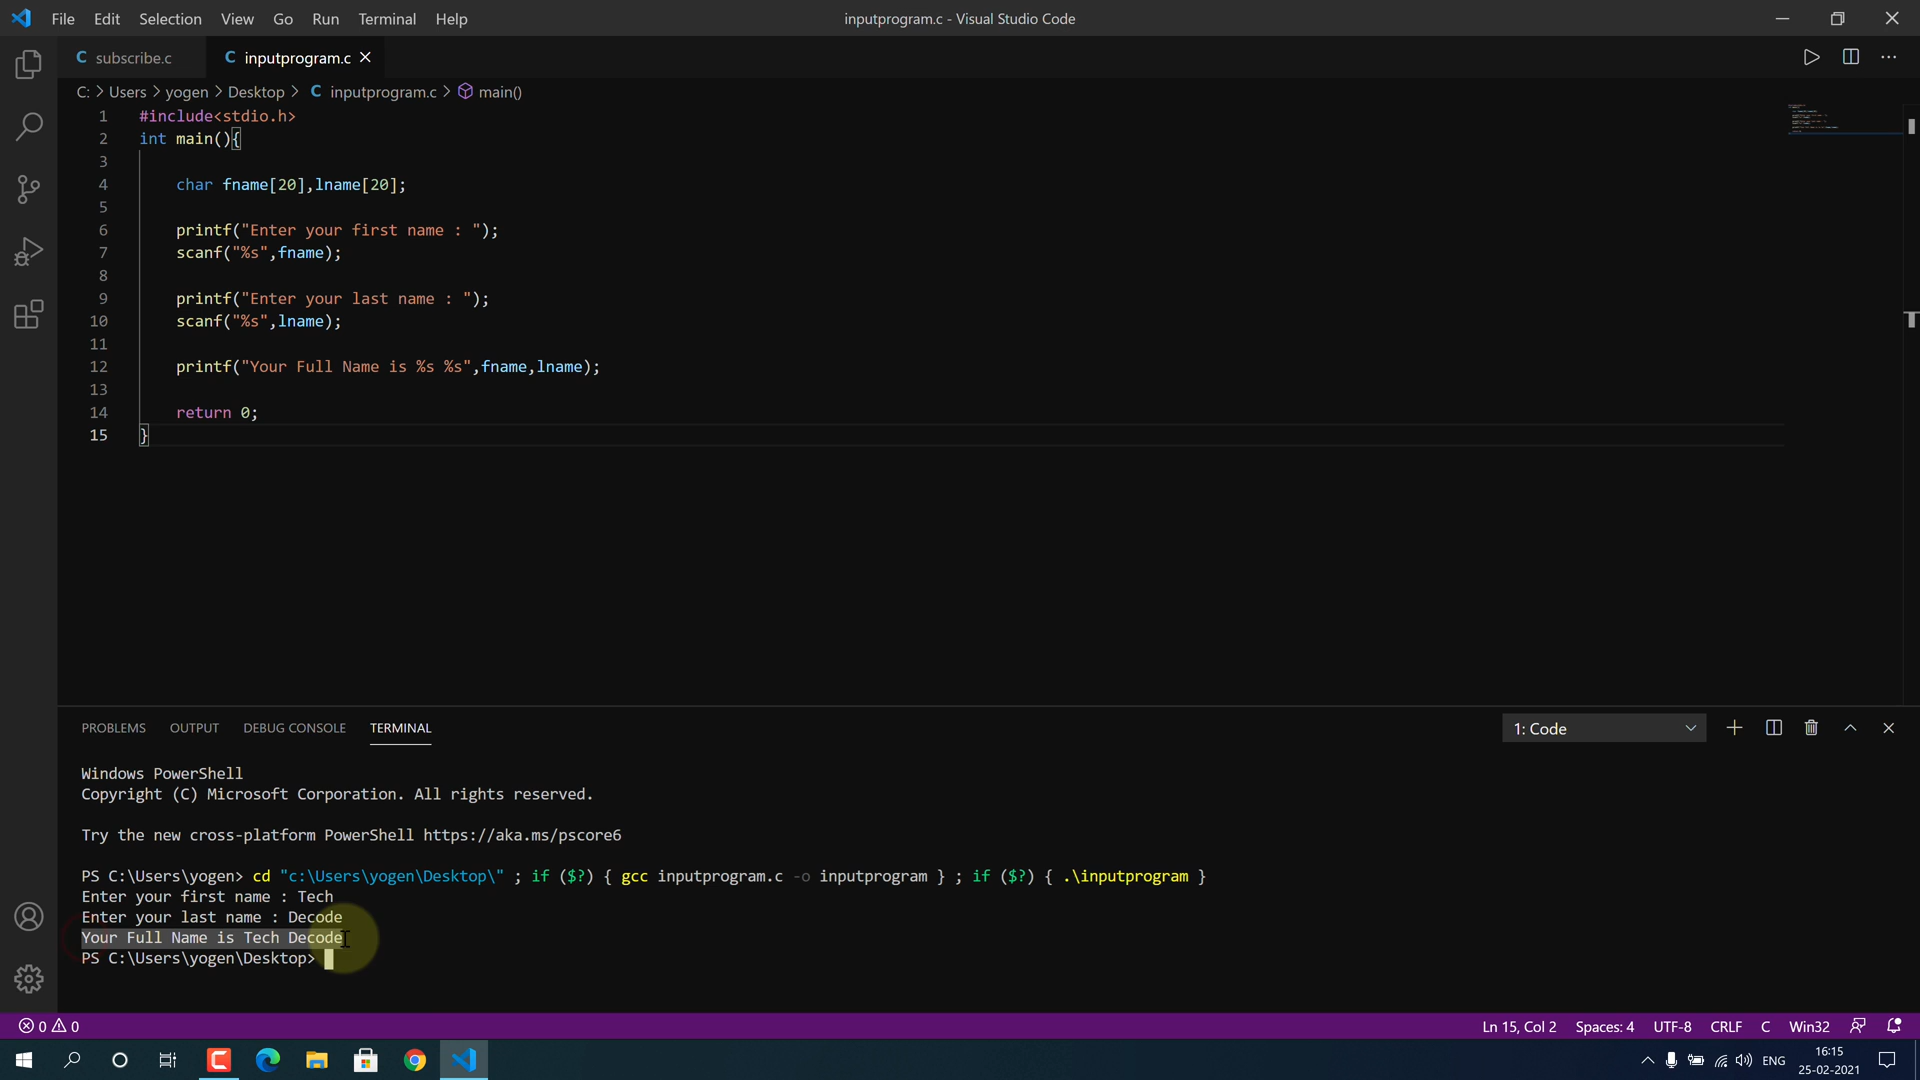 File Edit Selection View Go Run Terminal Help
inputprogram.c - Visual Studio Code
C subscribe.c
C inputprogram.c
C: > Users > yogen > Desktop > C inputprogram.c > main()
1 #include<stdio.h>
2 int main(){
3
4 char fname[20],lname[20];
5
6 printf("Enter your first name : ");
7 scanf("%s",fname);
8
9 printf("Enter your last name : ");
10 scanf("%s",lname);
11
12 printf("Your Full Name is %s %s",fname,lname);
13
14 return 0;
15 }
PROBLEMS OUTPUT DEBUG CONSOLE TERMINAL
1: Code
Windows PowerShell
Copyright (C) Microsoft Corporation. All rights reserved.
Try the new cross-platform PowerShell https://aka.ms/pscore6
PS C:\Users\yogen> cd "c:\Users\yogen\Desktop\" ; if ($?) { gcc inputprogram.c -o inputprogram } ; if ($?) { .\inputprogram }
Enter your first name : Tech
Enter your last name : Decode
Your Full Name is Tech Decode
PS C:\Users\yogen\Desktop>
0 0
Ln 15, Col 2 Spaces: 4 UTF-8 CRLF C Win32
ENG
16:15
25-02-2021